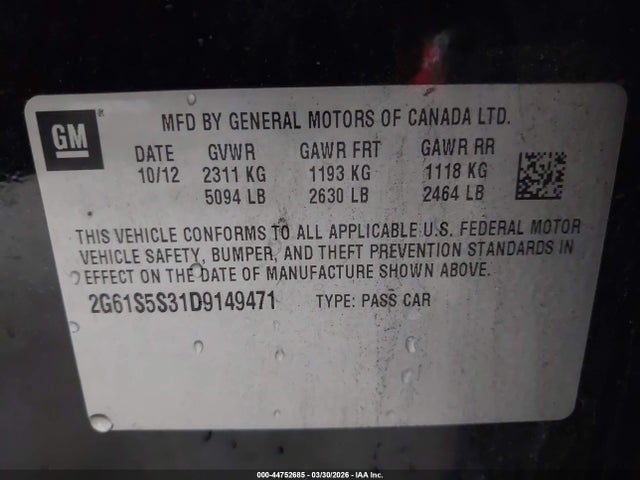 GM®
MFD BY GENERAL MOTORS OF CANADA LTD.
DATE GVWR GAWR FRT GAWR RR
10/12 2311 KG 1193 KG 1118 KG
5094 LB 2630 LB 2464 LB
THIS VEHICLE CONFORMS TO ALL APPLICABLE U.S. FEDERAL MOTOR
VEHICLE SAFETY, BUMPER, AND THEFT PREVENTION STANDARDS IN
EFFECT ON THE DATE OF MANUFACTURE SHOWN ABOVE.
2G61S5S31D9149471 TYPE: PASS CAR
000-44752685 - 03/30/2026 - IAA Inc.